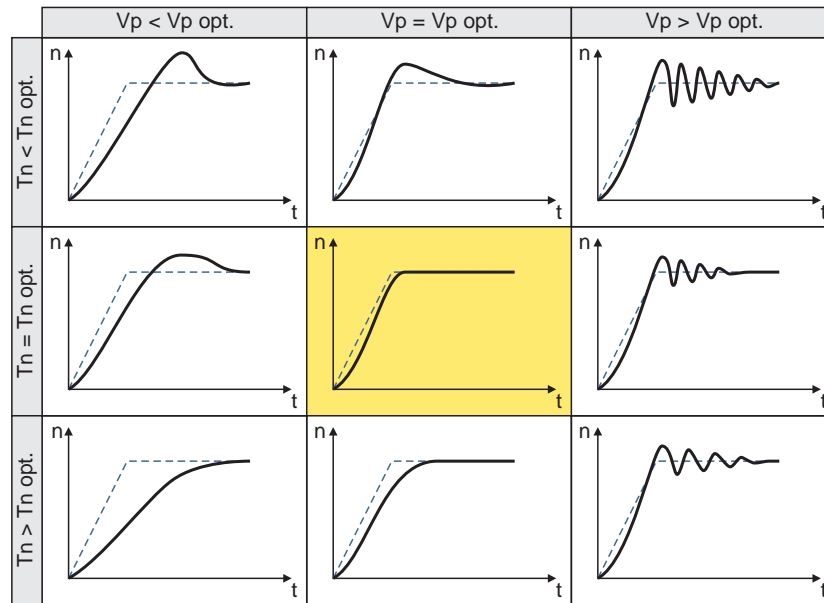 Vp < Vp opt.
Vp = Vp opt.
Vp > Vp opt.
Tn < Tn opt.
n
t
n
t
n
t
Tn = Tn opt.
n
t
n
t
n
t
Tn > Tn opt.
n
t
n
t
n
t